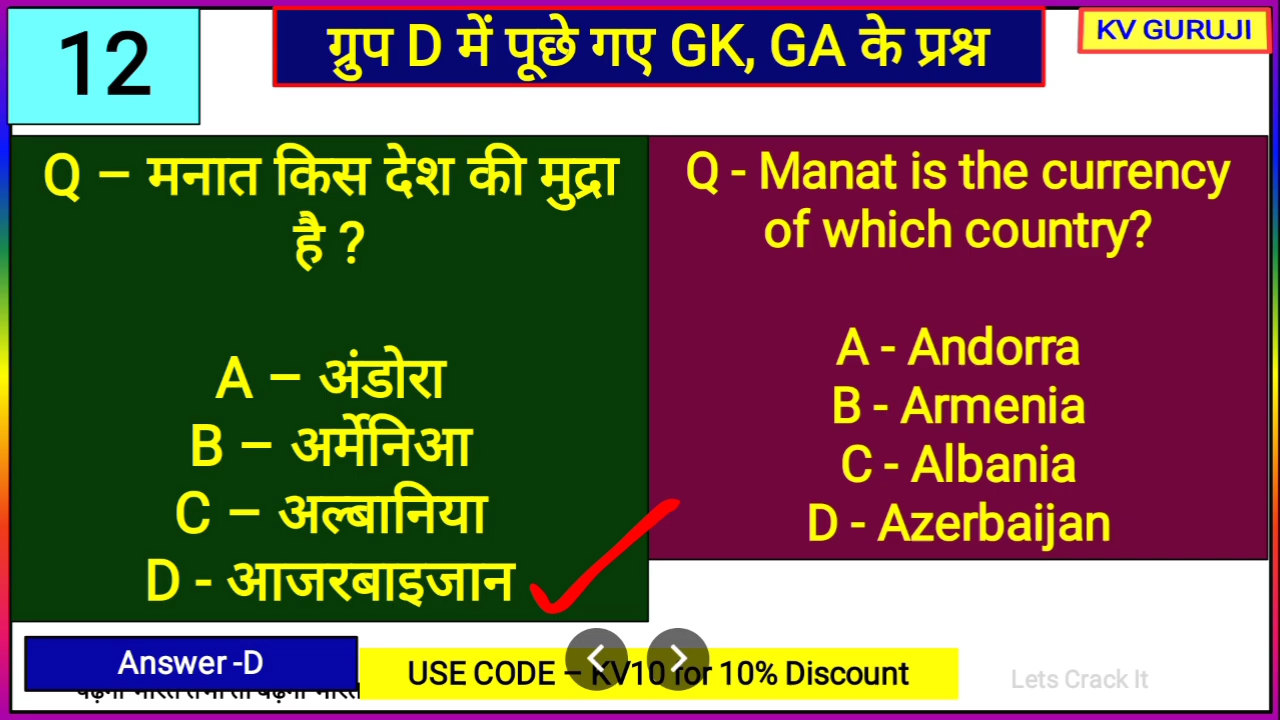 12
ग्रुप D में पूछे गए GK, GA के प्रश्न
KV GURUJI
Q – मनात किस देश की मुद्रा
है ?
A – अंडोरा
B – अर्मेनिआ
C – अल्बानिया
D - आजरबाइजान
Q - Manat is the currency
of which country?
A - Andorra
B - Armenia
C - Albania
D - Azerbaijan
Answer -D
USE CODE – KV10 for 10% Discount
Lets Crack It